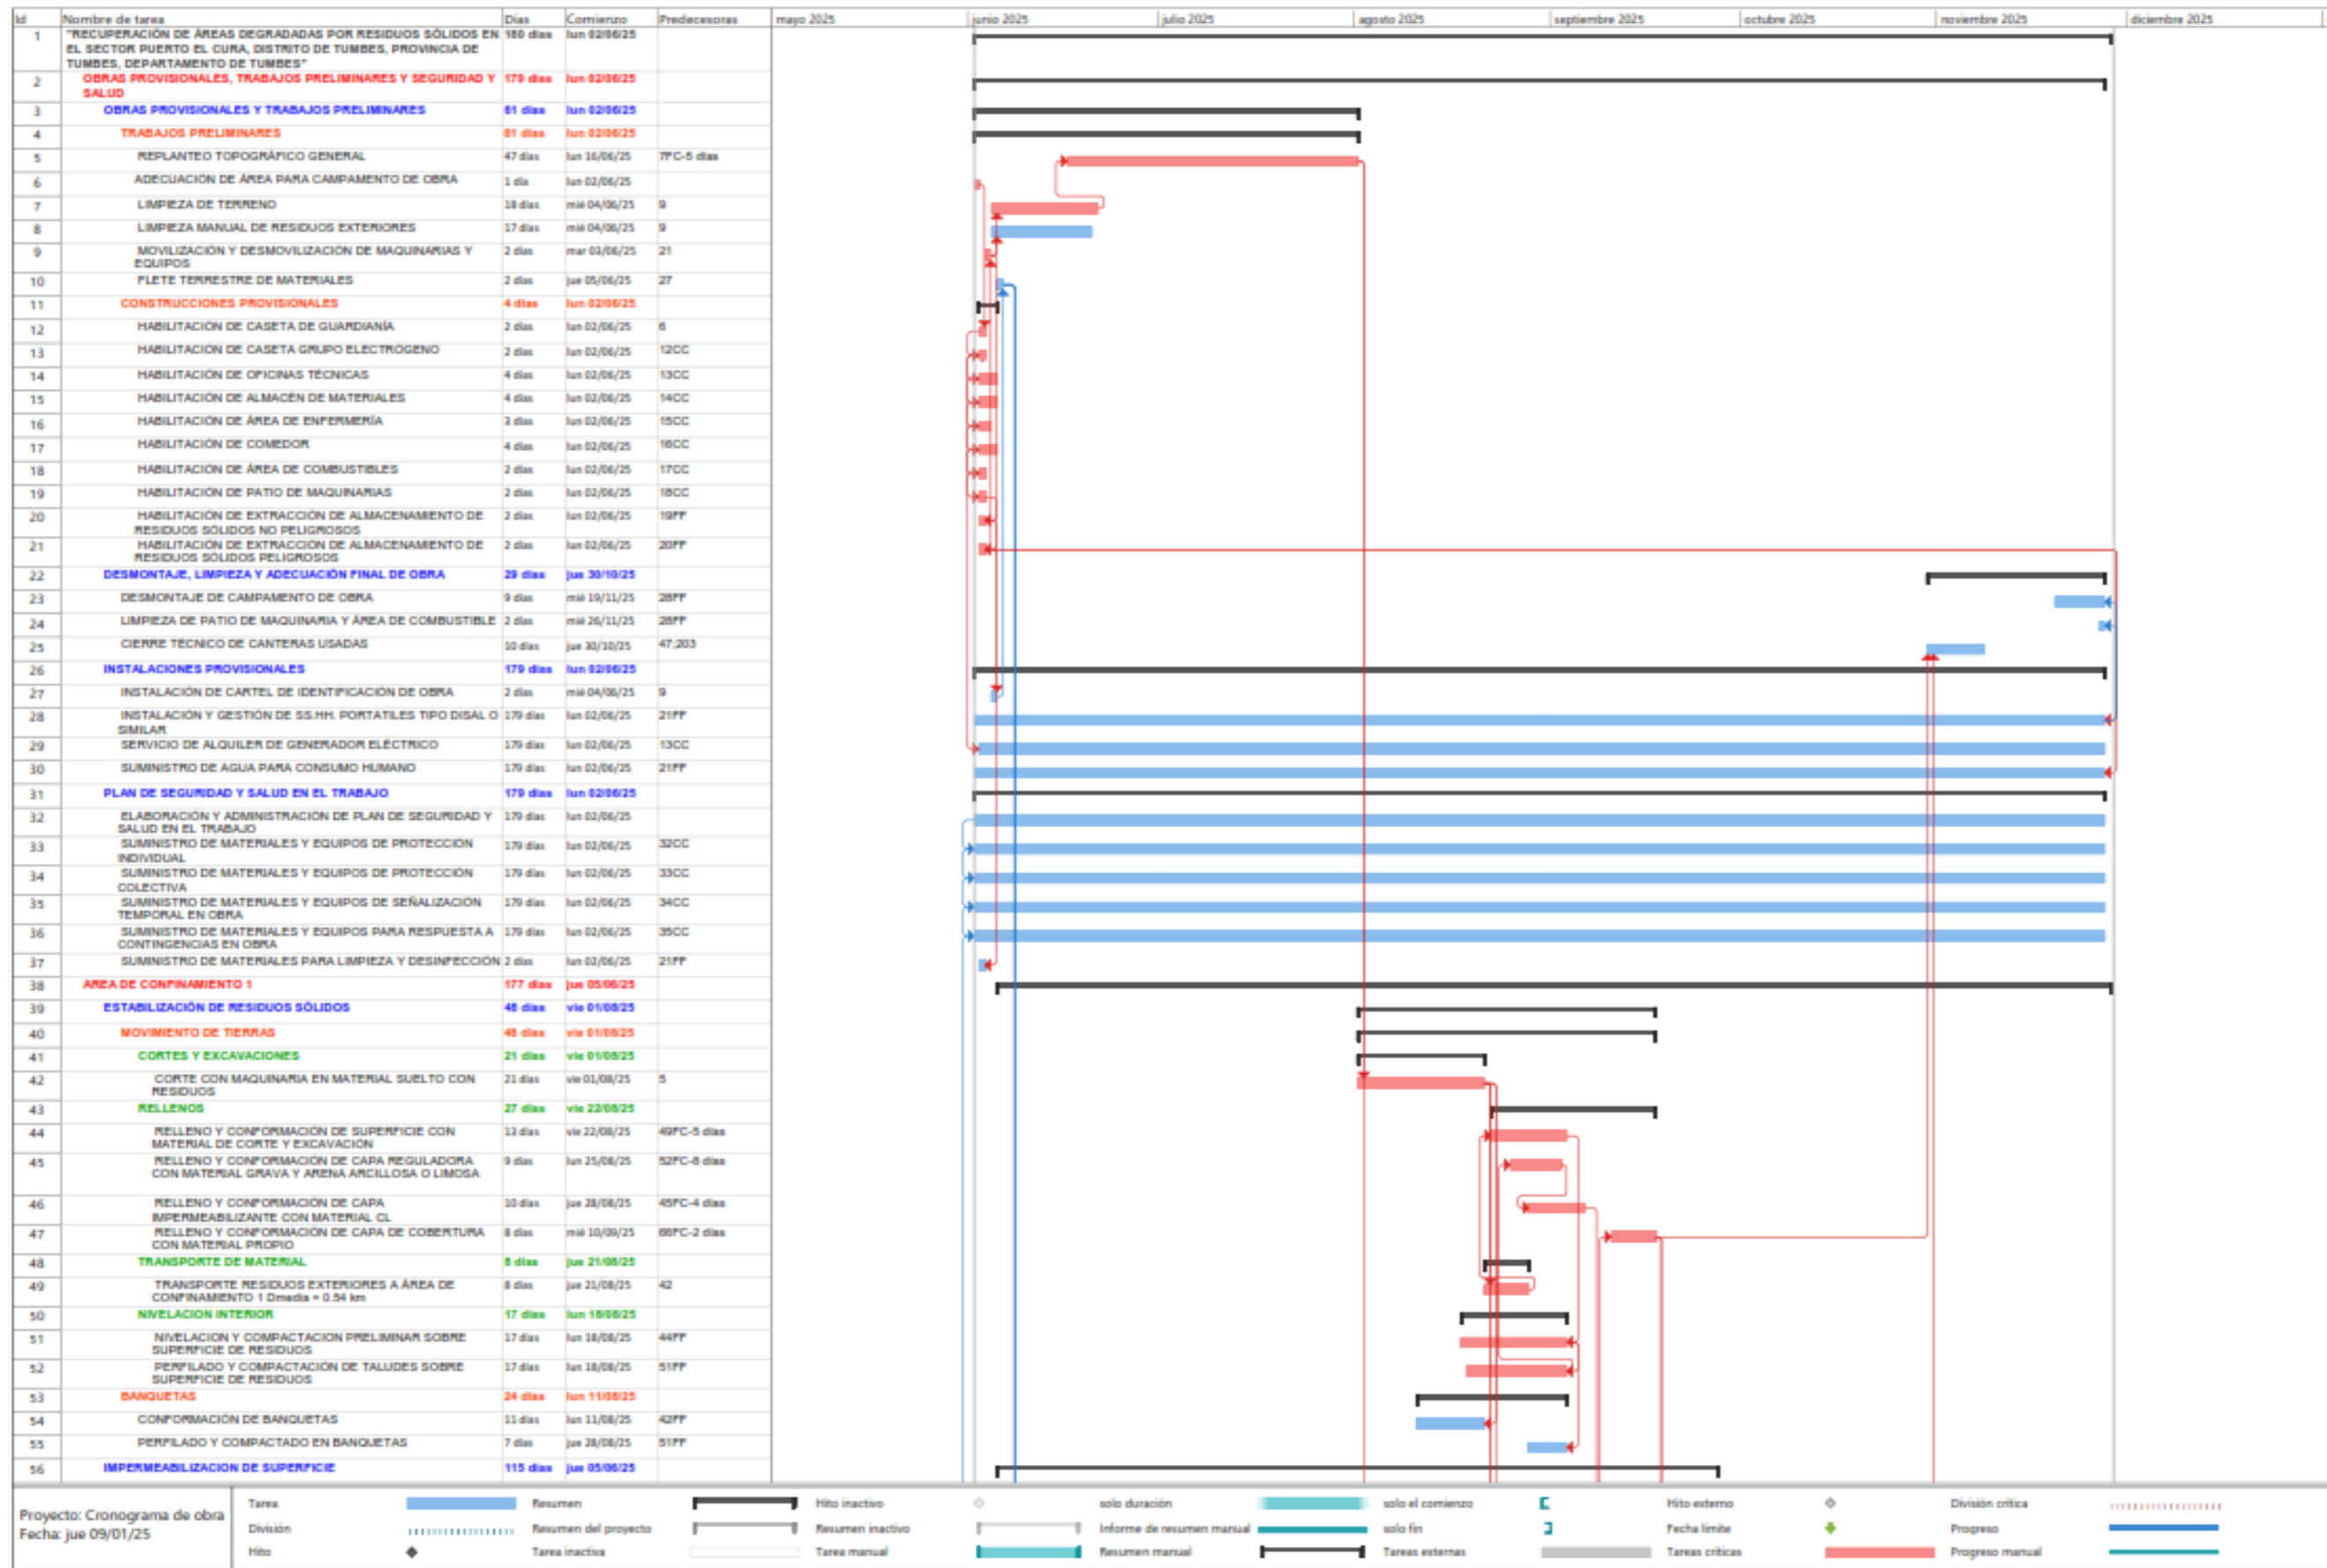 Id Nombre de tarea Días Comienzo Predecesoras mayo 2025 junio 2025 julio 2025 agosto 2025 septiembre 2025 octubre 2025 noviembre 2025 diciembre 2025
1 "RECUPERACIÓN DE ÁREAS DEGRADADAS POR RESIDUOS SÓLIDOS EN 180 días lun 02/06/25
EL SECTOR PUERTO EL CURA, DISTRITO DE TUMBES, PROVINCIA DE
TUMBES, DEPARTAMENTO DE TUMBES"
2 OBRAS PROVISIONALES, TRABAJOS PRELIMINARES Y SEGURIDAD Y 179 días lun 02/06/25
SALUD
3 OBRAS PROVISIONALES Y TRABAJOS PRELIMINARES 61 días lun 02/06/25
4 TRABAJOS PRELIMINARES 61 días lun 02/06/25
5 REPLANTEO TOPOGRÁFICO GENERAL 47 días lun 16/06/25 7FC-5 días
6 ADECUACIÓN DE ÁREA PARA CAMPAMENTO DE OBRA 1 día lun 02/06/25
7 LIMPIEZA DE TERRENO 18 días mié 04/06/25 9
8 LIMPIEZA MANUAL DE RESIDUOS EXTERIORES 17 días mié 04/06/25 9
9 MOVILIZACIÓN Y DESMOVILIZACIÓN DE MAQUINARIAS Y 2 días mar 03/06/25 21
EQUIPOS
10 FLETE TERRESTRE DE MATERIALES 2 días jue 05/06/25 27
11 CONSTRUCCIONES PROVISIONALES 4 días lun 02/06/25
12 HABILITACIÓN DE CASETA DE GUARDIANÍA 2 días lun 02/06/25 6
13 HABILITACIÓN DE CASETA GRUPO ELECTRÓGENO 2 días lun 02/06/25 12CC
14 HABILITACIÓN DE OFICINAS TÉCNICAS 4 días lun 02/06/25 13CC
15 HABILITACIÓN DE ALMACÉN DE MATERIALES 4 días lun 02/06/25 14CC
16 HABILITACIÓN DE ÁREA DE ENFERMERÍA 3 días lun 02/06/25 15CC
17 HABILITACIÓN DE COMEDOR 4 días lun 02/06/25 16CC
18 HABILITACIÓN DE ÁREA DE COMBUSTIBLES 2 días lun 02/06/25 17CC
19 HABILITACIÓN DE PATIO DE MAQUINARIAS 2 días lun 02/06/25 18CC
20 HABILITACIÓN DE EXTRACCIÓN DE ALMACENAMIENTO DE 2 días lun 02/06/25 19FF
RESIDUOS SÓLIDOS NO PELIGROSOS
21 HABILITACIÓN DE EXTRACCIÓN DE ALMACENAMIENTO DE 2 días lun 02/06/25 20FF
RESIDUOS SÓLIDOS PELIGROSOS
22 DESMONTAJE, LIMPIEZA Y ADECUACIÓN FINAL DE OBRA 29 días jue 30/10/25
23 DESMONTAJE DE CAMPAMENTO DE OBRA 9 días mié 19/11/25 28FF
24 LIMPIEZA DE PATIO DE MAQUINARIA Y ÁREA DE COMBUSTIBLE 2 días mié 26/11/25 28FF
25 CIERRE TÉCNICO DE CANTERAS USADAS 10 días jue 30/10/25 47;203
26 INSTALACIONES PROVISIONALES 179 días lun 02/06/25
27 INSTALACIÓN DE CARTEL DE IDENTIFICACIÓN DE OBRA 2 días mié 04/06/25 9
28 INSTALACIÓN Y GESTIÓN DE SS.HH. PORTATILES TIPO DISAL O 179 días lun 02/06/25 21FF
SIMILAR
29 SERVICIO DE ALQUILER DE GENERADOR ELÉCTRICO 179 días lun 02/06/25 13CC
30 SUMINISTRO DE AGUA PARA CONSUMO HUMANO 179 días lun 02/06/25 21FF
31 PLAN DE SEGURIDAD Y SALUD EN EL TRABAJO 179 días lun 02/06/25
32 ELABORACIÓN Y ADMINISTRACIÓN DE PLAN DE SEGURIDAD Y 179 días lun 02/06/25
SALUD EN EL TRABAJO
33 SUMINISTRO DE MATERIALES Y EQUIPOS DE PROTECCIÓN 179 días lun 02/06/25 32CC
INDIVIDUAL
34 SUMINISTRO DE MATERIALES Y EQUIPOS DE PROTECCIÓN 179 días lun 02/06/25 33CC
COLECTIVA
35 SUMINISTRO DE MATERIALES Y EQUIPOS DE SEÑALIZACIÓN 179 días lun 02/06/25 34CC
TEMPORAL EN OBRA
36 SUMINISTRO DE MATERIALES Y EQUIPOS PARA RESPUESTA A 179 días lun 02/06/25 35CC
CONTINGENCIAS EN OBRA
37 SUMINISTRO DE MATERIALES PARA LIMPIEZA Y DESINFECCIÓN 2 días lun 02/06/25 21FF
38 AREA DE CONFINAMIENTO 1 177 días jue 05/06/25
39 ESTABILIZACIÓN DE RESIDUOS SÓLIDOS 48 días vie 01/08/25
40 MOVIMIENTO DE TIERRAS 48 días vie 01/08/25
41 CORTES Y EXCAVACIONES 21 días vie 01/08/25
42 CORTE CON MAQUINARIA EN MATERIAL SUELTO CON 21 días vie 01/08/25 5
RESIDUOS
43 RELLENOS 27 días vie 22/08/25
44 RELLENO Y CONFORMACIÓN DE SUPERFICIE CON 13 días vie 22/08/25 49FC-5 días
MATERIAL DE CORTE Y EXCAVACIÓN
45 RELLENO Y CONFORMACIÓN DE CAPA REGULADORA 9 días lun 25/08/25 52FC-8 días
CON MATERIAL GRAVA Y ARENA ARCILLOSA O LIMOSA
46 RELLENO Y CONFORMACIÓN DE CAPA 10 días jue 28/08/25 45FC-4 días
IMPERMEABILIZANTE CON MATERIAL CL
47 RELLENO Y CONFORMACIÓN DE CAPA DE COBERTURA 8 días mié 10/09/25 66FC-2 días
CON MATERIAL PROPIO
48 TRANSPORTE DE MATERIAL 8 días jue 21/08/25
49 TRANSPORTE RESIDUOS EXTERIORES A ÁREA DE 8 días jue 21/08/25 42
CONFINAMIENTO 1 Dmedia = 0.54 km
50 NIVELACION INTERIOR 17 días lun 18/08/25
51 NIVELACION Y COMPACTACION PRELIMINAR SOBRE 17 días lun 18/08/25 44FF
SUPERFICIE DE RESIDUOS
52 PERFILADO Y COMPACTACIÓN DE TALUDES SOBRE 17 días lun 18/08/25 51FF
SUPERFICIE DE RESIDUOS
53 BANQUETAS 24 días lun 11/08/25
54 CONFORMACIÓN DE BANQUETAS 11 días lun 11/08/25 42FF
55 PERFILADO Y COMPACTADO EN BANQUETAS 7 días jue 28/08/25 51FF
56 IMPERMEABILIZACION DE SUPERFICIE 115 días jue 05/06/25
Proyecto: Cronograma de obra
Fecha: jue 09/01/25
Tarea Resumen Hito inactivo solo duración solo el comienzo Hito externo División crítica
División Resumen del proyecto Resumen inactivo Informe de resumen manual solo fin Fecha límite Progreso
Hito Tarea inactiva Tarea manual Resumen manual Tareas externas Tareas críticas Progreso manual